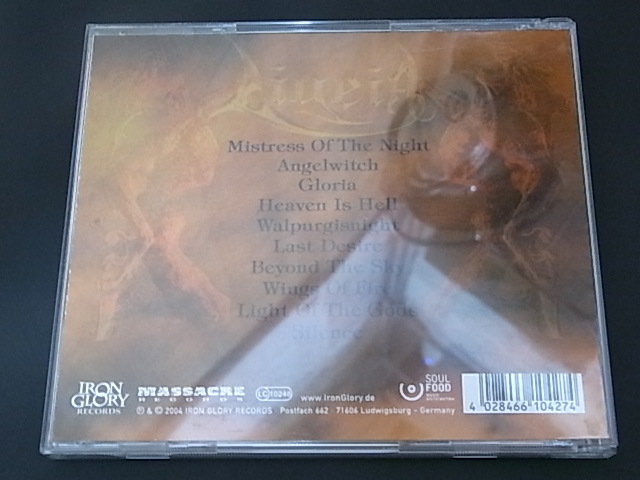 Mistress Of The Night
Angelwitch
Gloria
Heaven Is Hell
Walpurgisnight
Last Desire
Beyond The Sky
Wings Of Fire
Light Of The Gods
Silence
IRON GLORY RECORDS
MASSACRE RECORDS
LC 10240
www.IronGlory.de
SOUL FOOD MUSIC DISTRIBUTION
℗ & © 2004 IRON GLORY RECORDS - Postfach 662 - 71606 Ludwigsburg - Germany
4 028466 104274